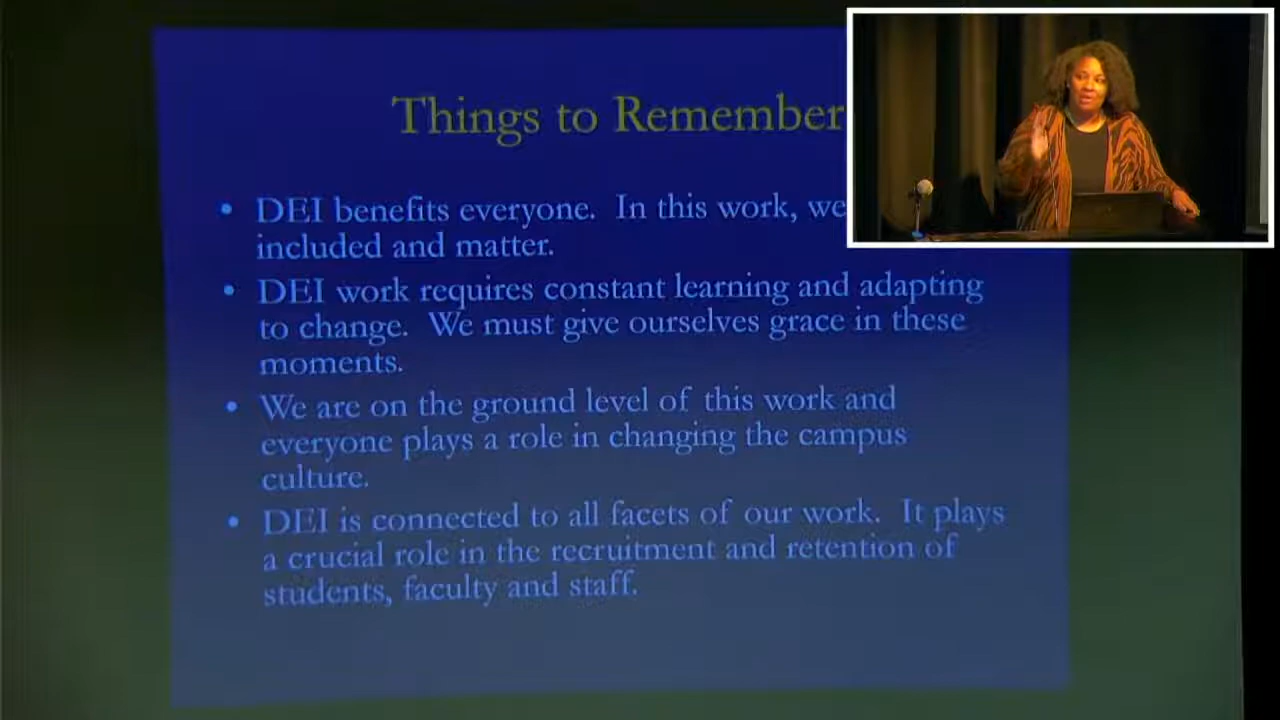 Things to Remember
• DEI benefits everyone.  In this work, we
included and matter.
• DEI work requires constant learning and adapting
to change.  We must give ourselves grace in these
moments.
• We are on the ground level of this work and
everyone plays a role in changing the campus
culture.
• DEI is connected to all facets of our work.  It plays
a crucial role in the recruitment and retention of
students, faculty and staff.